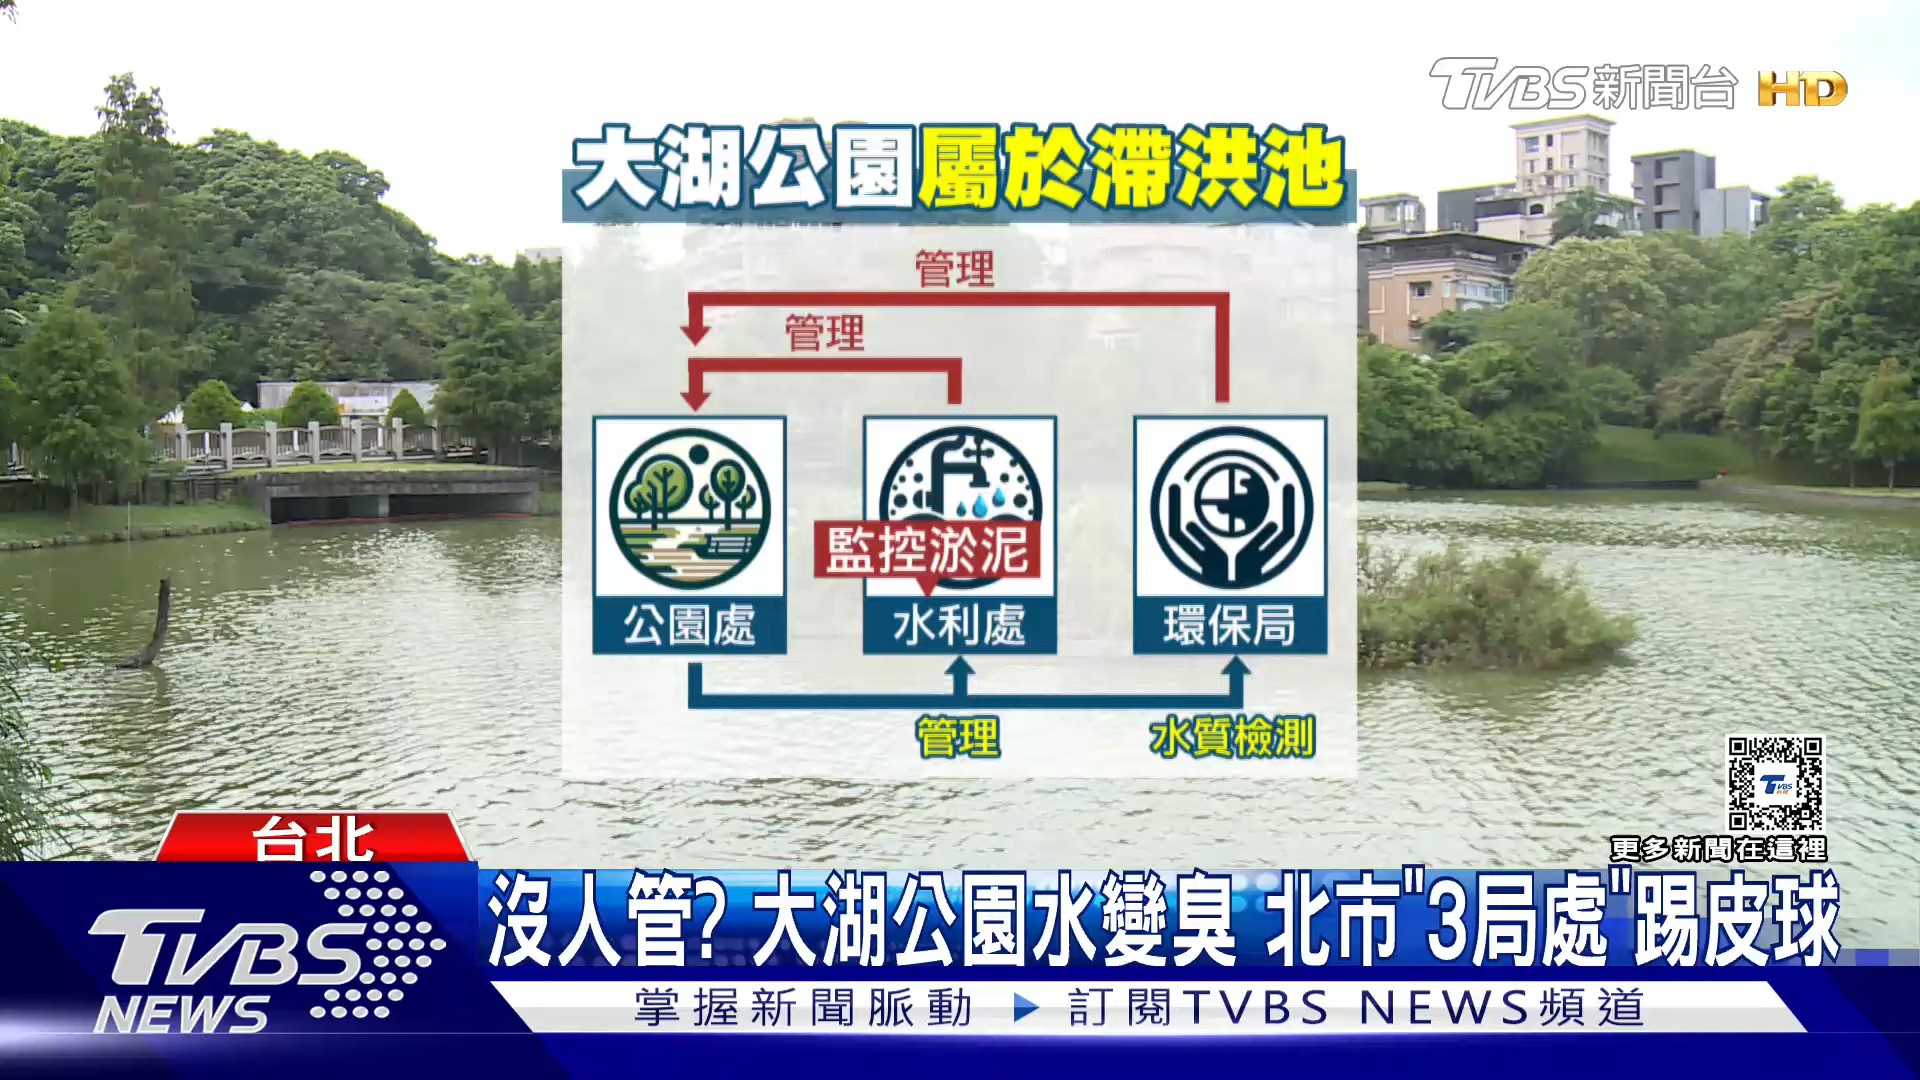 TVBS新聞台 HD
大湖公園屬於滯洪池
管理
管理
監控淤泥
公園處
水利處
環保局
管理
水質檢測
TVBS
新聞
更多新聞在這裡
台北
沒人管? 大湖公園水變臭 北市"3局處"踢皮球
TVBS
NEWS
掌握新聞脈動 ▶ 訂閱TVBS NEWS頻道